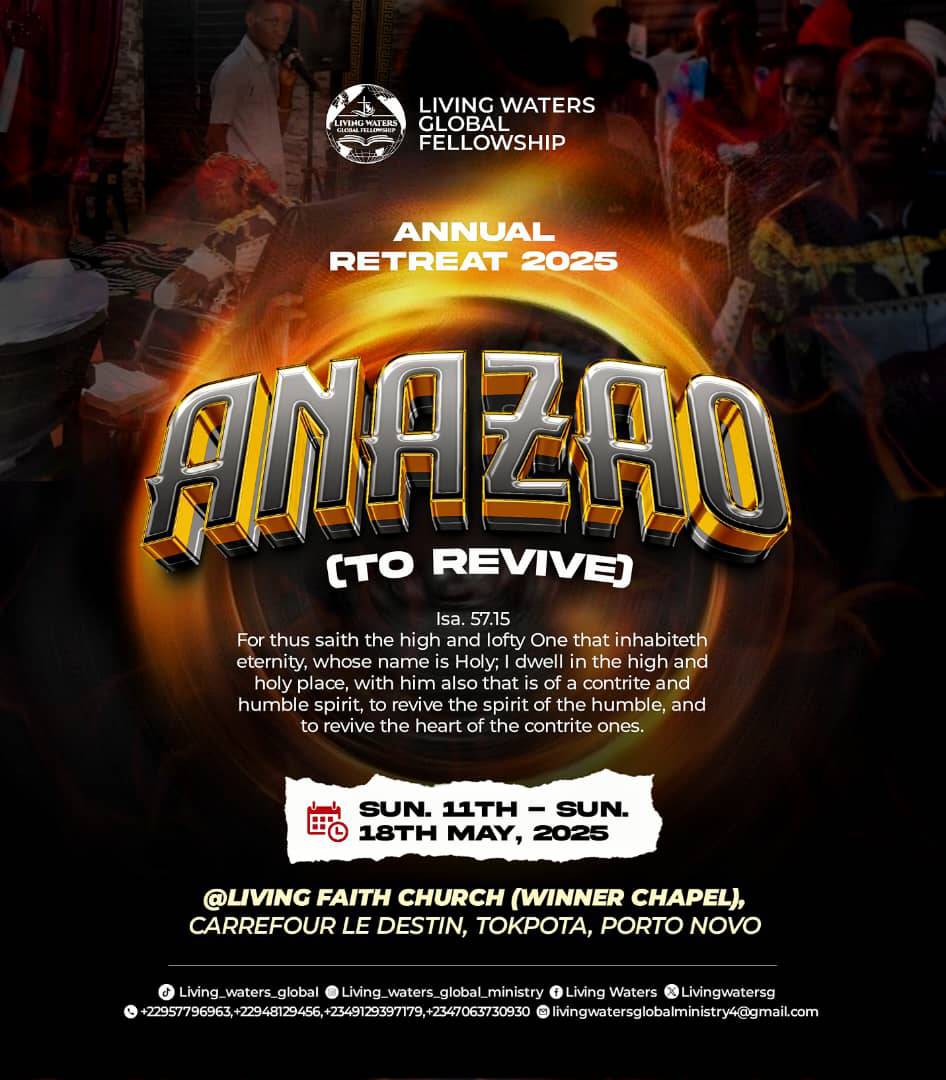 LIVING WATERS
GLOBAL FELLOWSHIP
LIVING WATERS
GLOBAL
FELLOWSHIP
ANNUAL
RETREAT 2025
ANAZAO
(TO REVIVE)
Isa. 57.15
For thus saith the high and lofty One that inhabiteth
eternity, whose name is Holy; I dwell in the high and
holy place, with him also that is of a contrite and
humble spirit, to revive the spirit of the humble, and
to revive the heart of the contrite ones.
SUN. 11TH – SUN.
18TH MAY, 2025
@LIVING FAITH CHURCH (WINNER CHAPEL),
CARREFOUR LE DESTIN, TOKPOTA, PORTO NOVO
Living_waters_global Living_waters_global_ministry Living Waters Livingwatersg
+22957796963,+22948129456,+2349129397179,+2347063730930 livingwatersglobalministry4@gmail.com